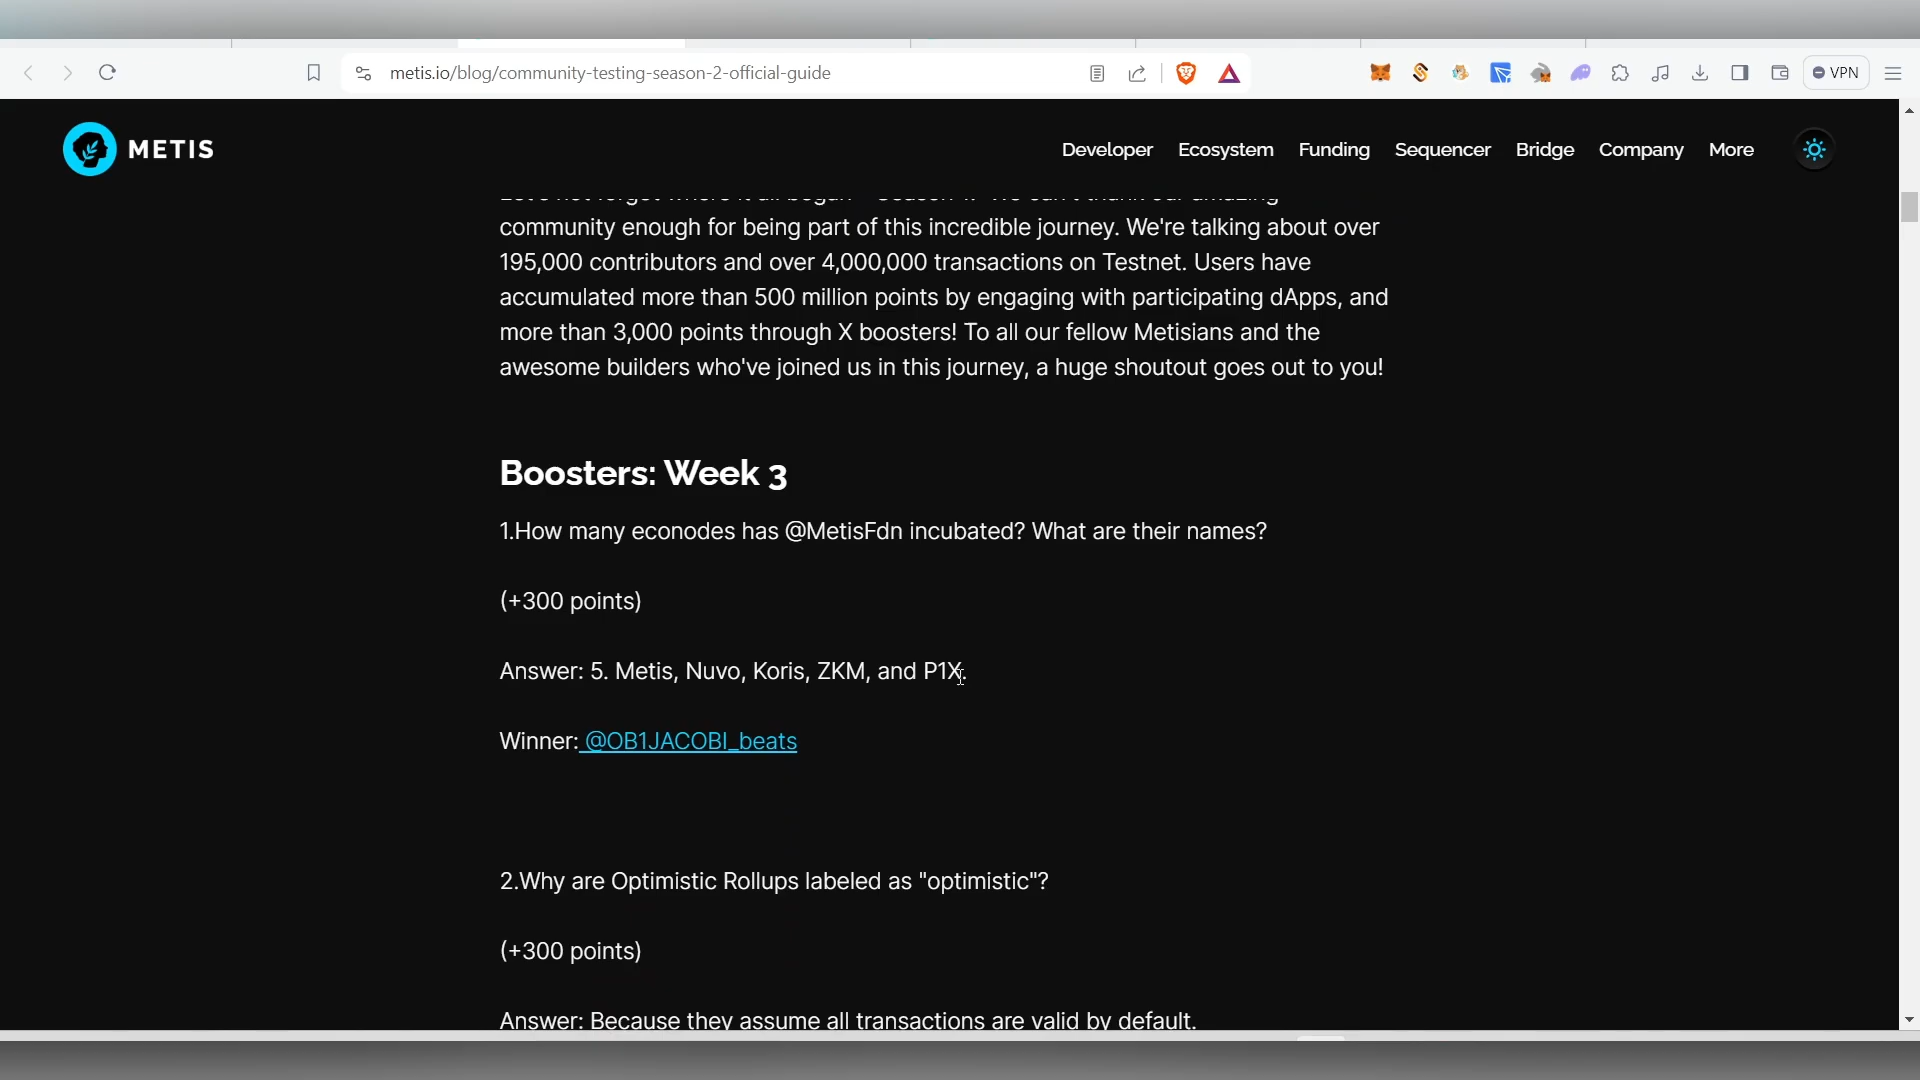 metis.io/blog/community-testing-season-2-official-guide
VPN
METIS
Developer Ecosystem Funding Sequencer Bridge Company More
community enough for being part of this incredible journey. We're talking about over
195,000 contributors and over 4,000,000 transactions on Testnet. Users have
accumulated more than 500 million points by engaging with participating dApps, and
more than 3,000 points through X boosters! To all our fellow Metisians and the
awesome builders who've joined us in this journey, a huge shoutout goes out to you!
Boosters: Week 3
1.How many econodes has @MetisFdn incubated? What are their names?
(+300 points)
Answer: 5. Metis, Nuvo, Koris, ZKM, and P1X.
Winner: @OB1JACOBI_beats
2.Why are Optimistic Rollups labeled as "optimistic"?
(+300 points)
Answer: Because they assume all transactions are valid by default.